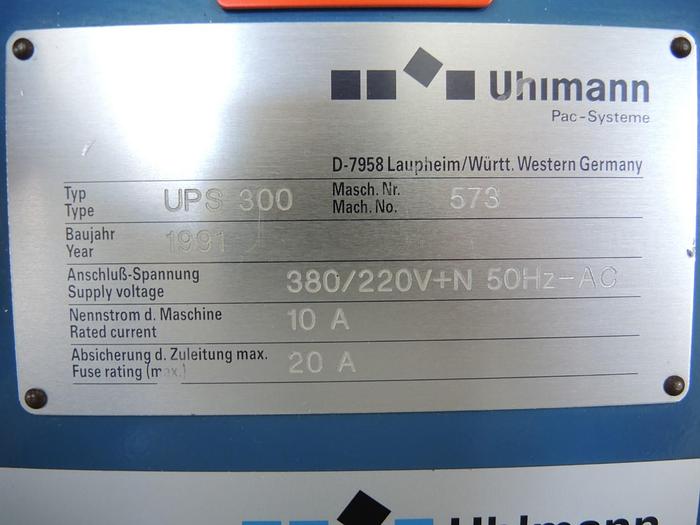 Uhlmann
Pac-Systeme
D-7958 Laupheim/Württ. Western Germany
Typ
Type UPS 300 Masch. Nr.
Mach. No. 573
Baujahr
Year 1991
Anschluß-Spannung
Supply voltage 380/220V+N 50Hz-AC
Nennstrom d. Maschine
Rated current 10 A
Absicherung d. Zuleitung max.
Fuse rating (max.) 20 A
Uhlmann